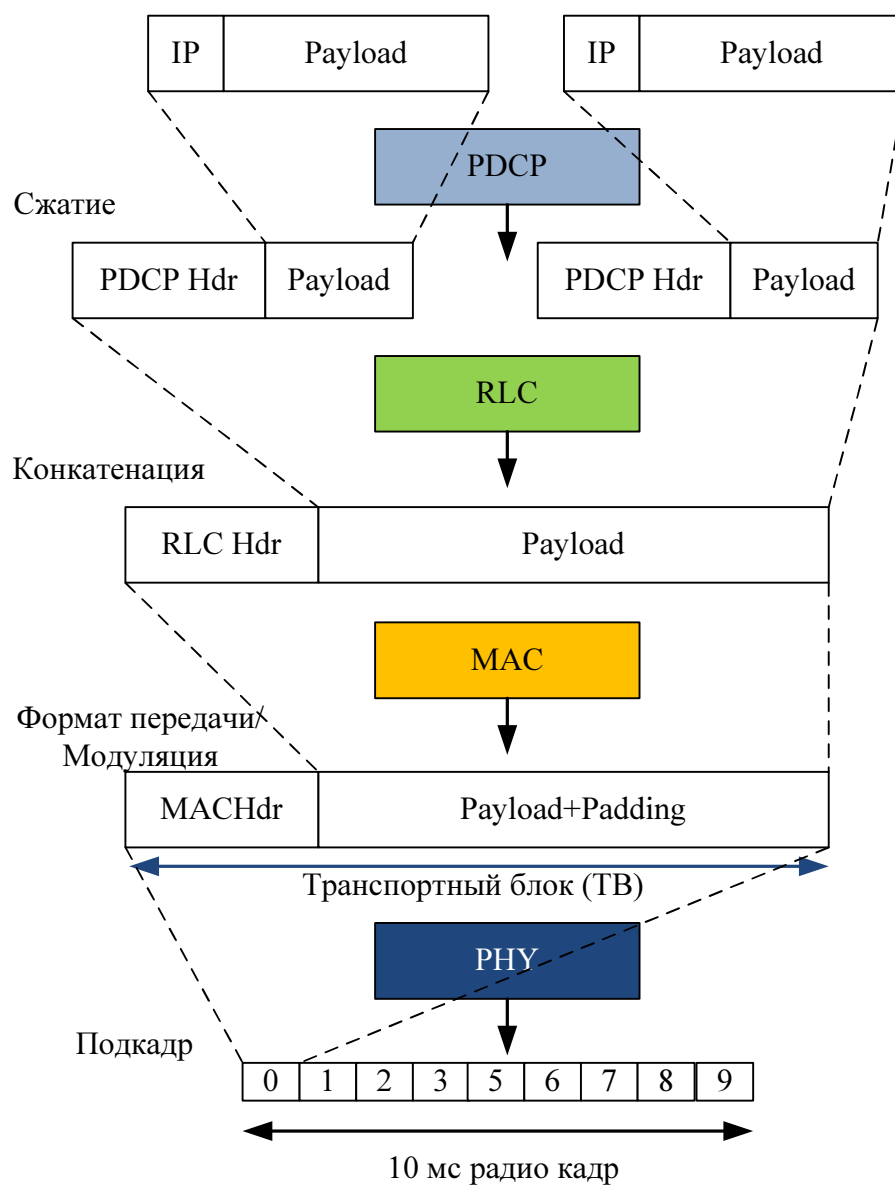 IP Payload IP Payload
PDCP
Сжатие
PDCP Hdr Payload PDCP Hdr Payload
RLC
Конкатенация
RLC Hdr Payload
MAC
Формат передачи/
Модуляция
MACHdr Payload+Padding
Транспортный блок (TB)
PHY
Подкадр
0 1 2 3 5 6 7 8 9
10 мс радио кадр